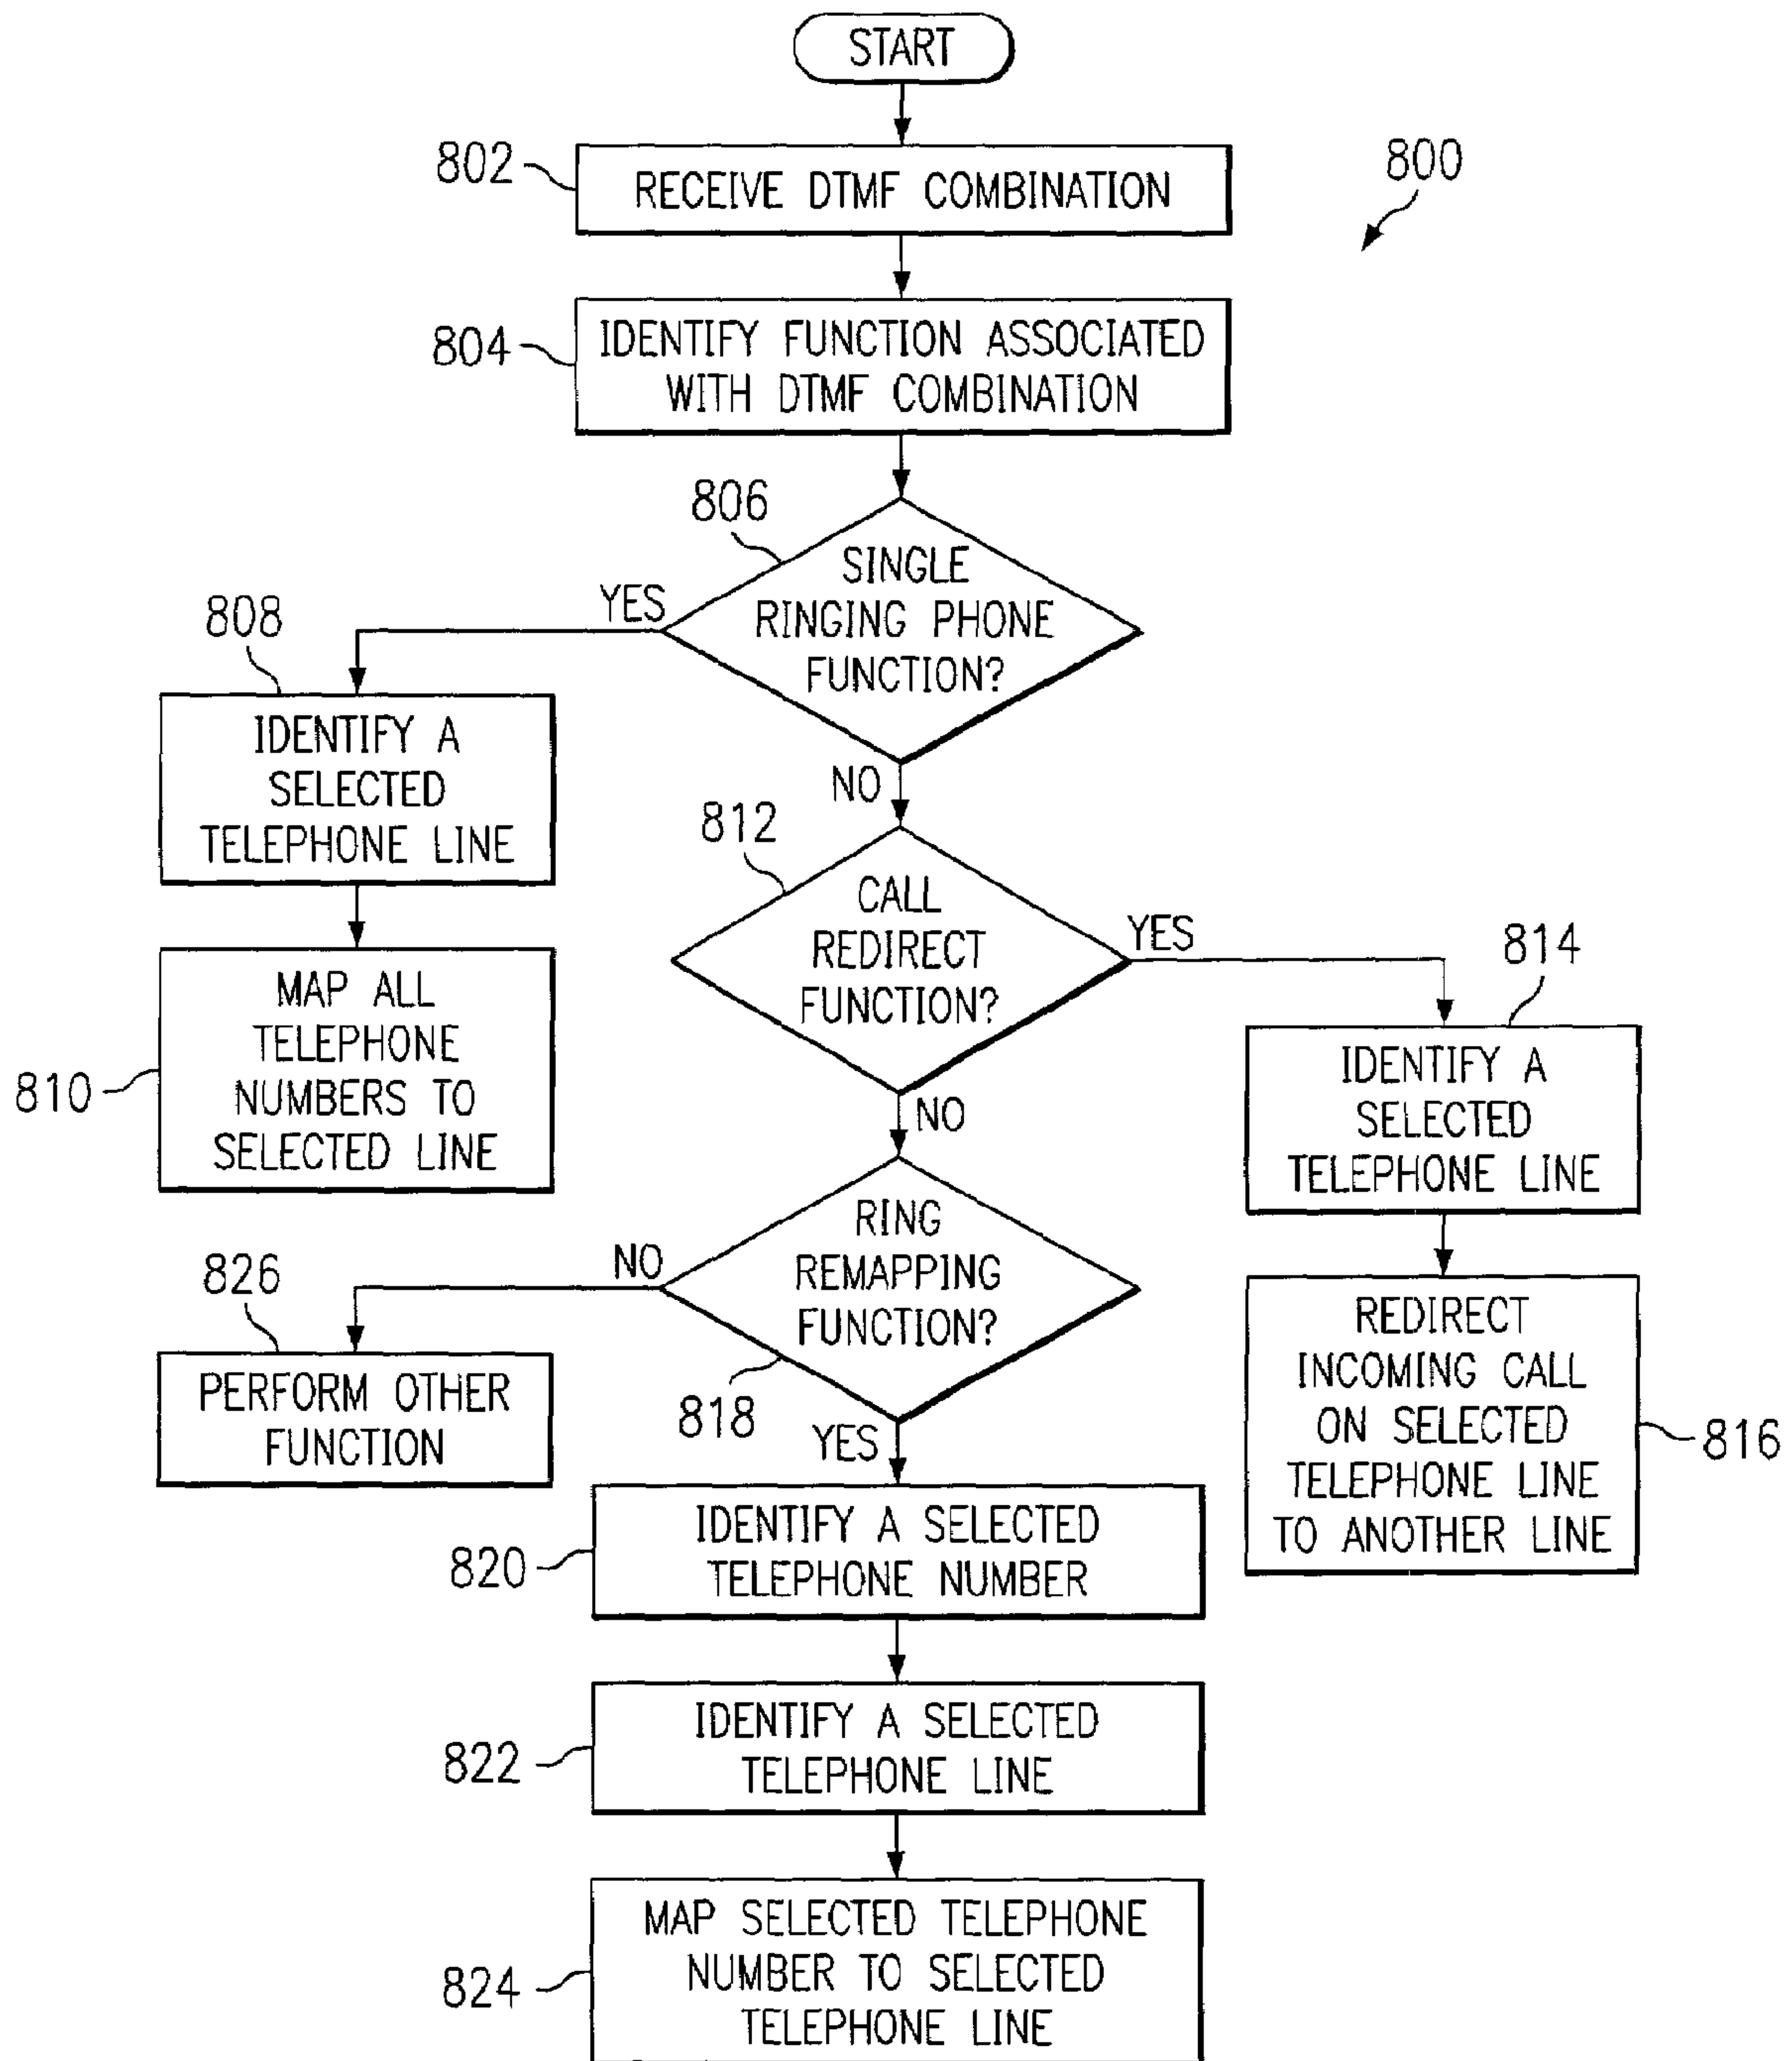 START
800
802
RECEIVE DTMF COMBINATION
804
IDENTIFY FUNCTION ASSOCIATED
WITH DTMF COMBINATION
806
SINGLE
RINGING PHONE
FUNCTION?
YES
NO
808
IDENTIFY A
SELECTED
TELEPHONE LINE
810
MAP ALL
TELEPHONE
NUMBERS TO
SELECTED LINE
812
CALL
REDIRECT
FUNCTION?
YES
NO
814
IDENTIFY A
SELECTED
TELEPHONE LINE
816
REDIRECT
INCOMING CALL
ON SELECTED
TELEPHONE LINE
TO ANOTHER LINE
818
RING
REMAPPING
FUNCTION?
NO
YES
826
PERFORM OTHER
FUNCTION
820
IDENTIFY A SELECTED
TELEPHONE NUMBER
822
IDENTIFY A SELECTED
TELEPHONE LINE
824
MAP SELECTED TELEPHONE
NUMBER TO SELECTED
TELEPHONE LINE